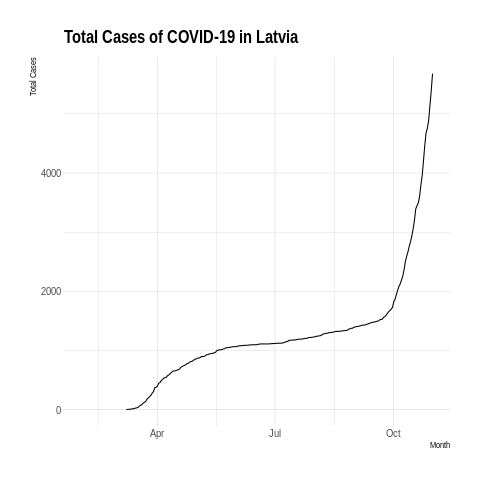 Total Cases of COVID-19 in Latvia
Total Cases
4000
2000
0
Apr
Jul
Oct
Month